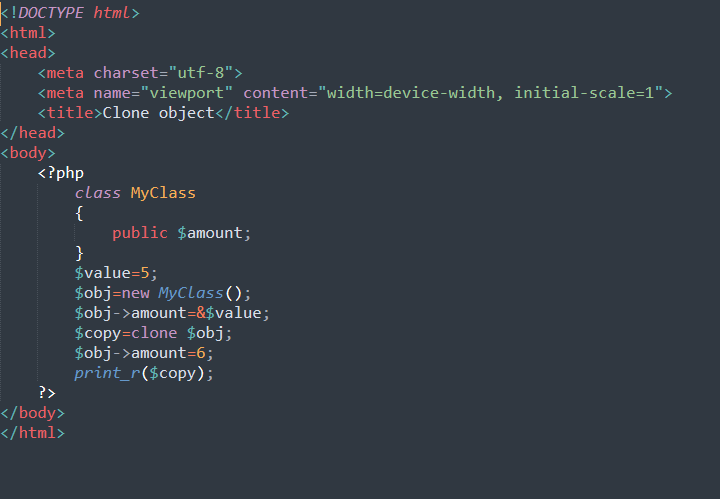 <!DOCTYPE html>
<html>
<head>
    <meta charset="utf-8">
    <meta name="viewport" content="width=device-width, initial-scale=1">
    <title>Clone object</title>
</head>
<body>
    <?php
        class MyClass
        {
            public $amount;
        }
        $value=5;
        $obj=new MyClass();
        $obj->amount=&$value;
        $copy=clone $obj;
        $obj->amount=6;
        print_r($copy);
    ?>
</body>
</html>